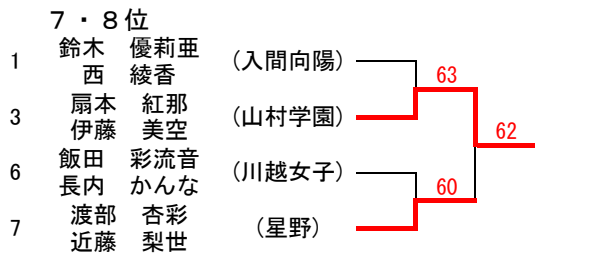 ７・８位
鈴木　優莉亜
1 (入間向陽)
西　綾香
63
扇本　紅那
3 (山村学園)
伊藤　美空
62
飯田　彩流音
6 (川越女子)
長内　かんな
60
渡部　杏彩
7 (星野)
近藤　梨世